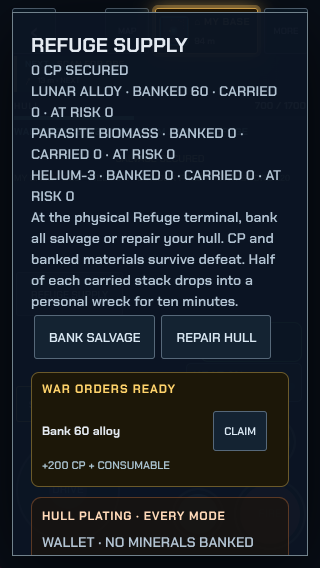 REFUGE SUPPLY
0 CP SECURED
LUNAR ALLOY · BANKED 60 · CARRIED
0 · AT RISK 0
PARASITE BIOMASS · BANKED 0 ·
CARRIED 0 · AT RISK 0
HELIUM-3 · BANKED 0 · CARRIED 0 · AT
RISK 0
At the physical Refuge terminal, bank
all salvage or repair your hull. CP and
banked materials survive defeat. Half
of each carried stack drops into a
personal wreck for ten minutes.
BANK SALVAGE REPAIR HULL
WAR ORDERS READY
Bank 60 alloy CLAIM
+200 CP + CONSUMABLE
HULL PLATING · EVERY MODE
WALLET · NO MINERALS BANKED